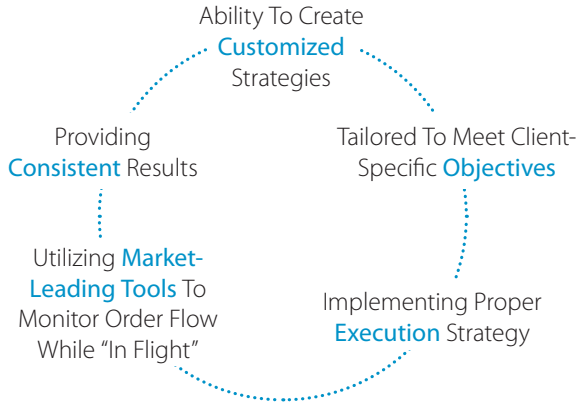 Ability To Create
Customized
Strategies
Tailored To Meet Client-
Specific Objectives
Implementing Proper
Execution Strategy
Utilizing Market-
Leading Tools To
Monitor Order Flow
While “In Flight”
Providing
Consistent Results